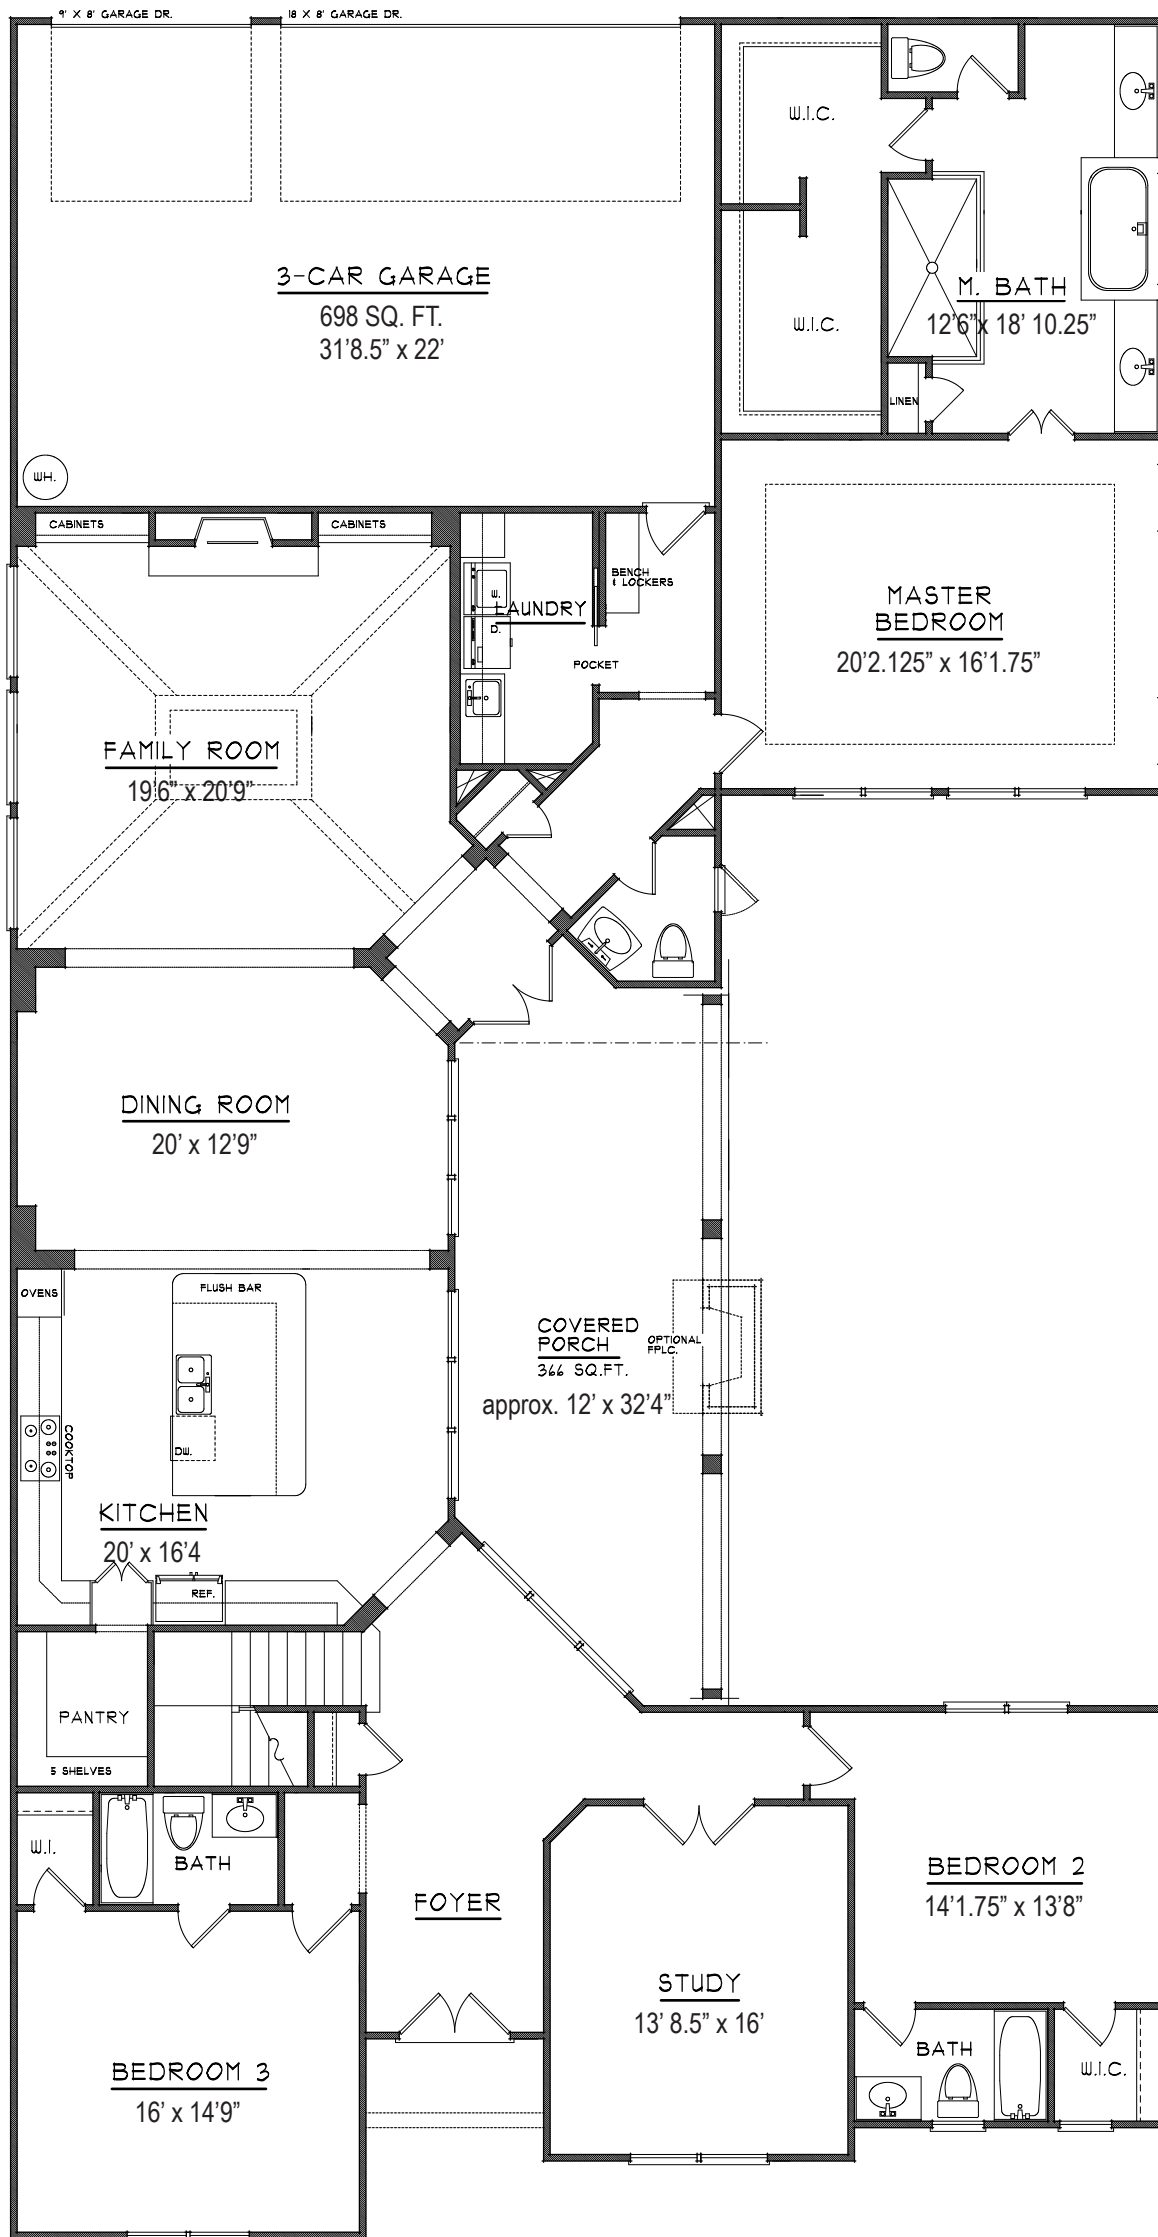 9' X 8' GARAGE DR.
18 X 8' GARAGE DR.
W.I.C.
3-CAR GARAGE
698 SQ. FT.
31'8.5" x 22'
M. BATH
12'6"x 18' 10.25"
W.I.C.
LINEN
WH.
CABINETS
CABINETS
BENCH
& LOCKERS
W.
LAUNDRY
D.
POCKET
MASTER
BEDROOM
20'2.125" x 16'1.75"
FAMILY ROOM
19'6" x 20'9"
DINING ROOM
20' x 12'9"
OVENS
FLUSH BAR
COVERED
PORCH
366 SQ.FT.
approx. 12' x 32'4"
OPTIONAL
FPLC.
COOKTOP
DW.
KITCHEN
20' x 16'4
REF.
PANTRY
5 SHELVES
W.I.
BATH
FOYER
BEDROOM 2
14'1.75" x 13'8"
STUDY
13' 8.5" x 16'
BATH
W.I.C.
BEDROOM 3
16' x 14'9"